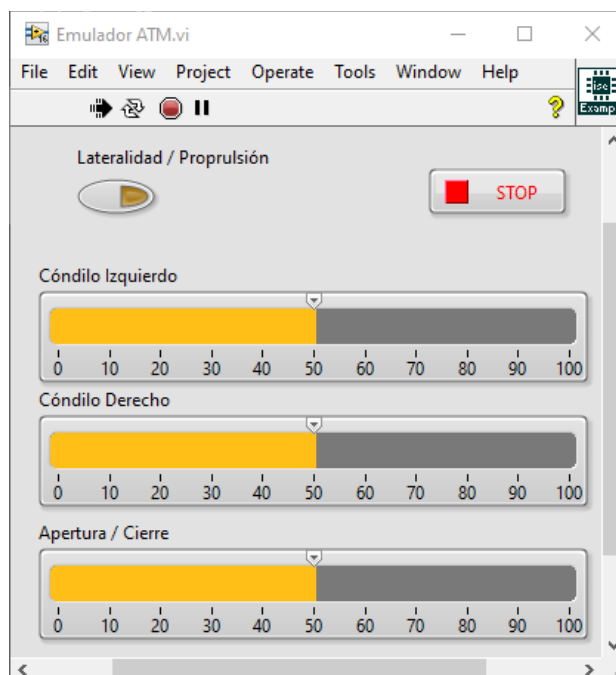 Emulador ATM.vi
File Edit View Project Operate Tools Window Help
ise
Examp
Lateralidad / Proprulsión
STOP
Cóndilo Izquierdo
0 10 20 30 40 50 60 70 80 90 100
Cóndilo Derecho
0 10 20 30 40 50 60 70 80 90 100
Apertura / Cierre
0 10 20 30 40 50 60 70 80 90 100